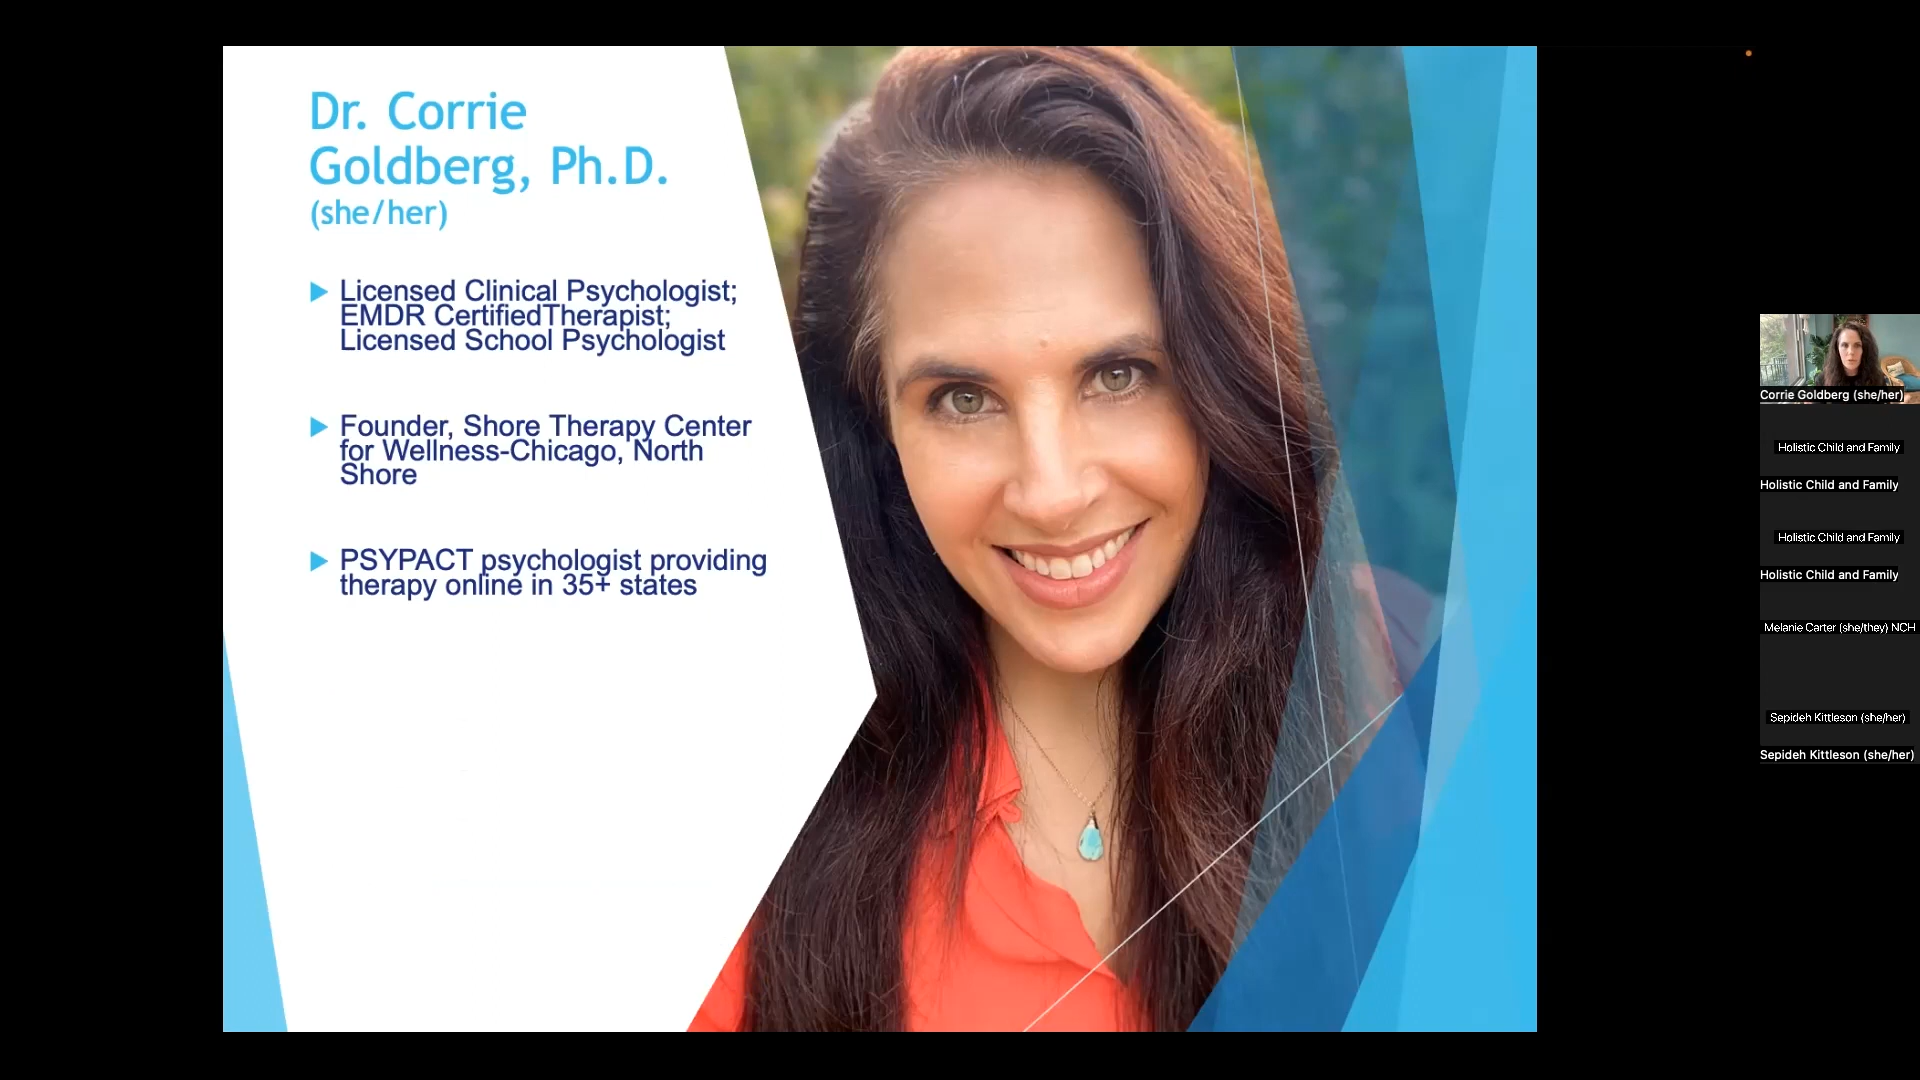 Dr. Corrie
Goldberg, Ph.D.
(she/her)
Licensed Clinical Psychologist;
EMDR CertifiedTherapist;
Licensed School Psychologist
Founder, Shore Therapy Center
for Wellness-Chicago, North
Shore
PSYPACT psychologist providing
therapy online in 35+ states
Corrie Goldberg (she/her)
Holistic Child and Family
Holistic Child and Family
Holistic Child and Family
Holistic Child and Family
Melanie Carter (she/they) NCH
Sepideh Kittleson (she/her)
Sepideh Kittleson (she/her)